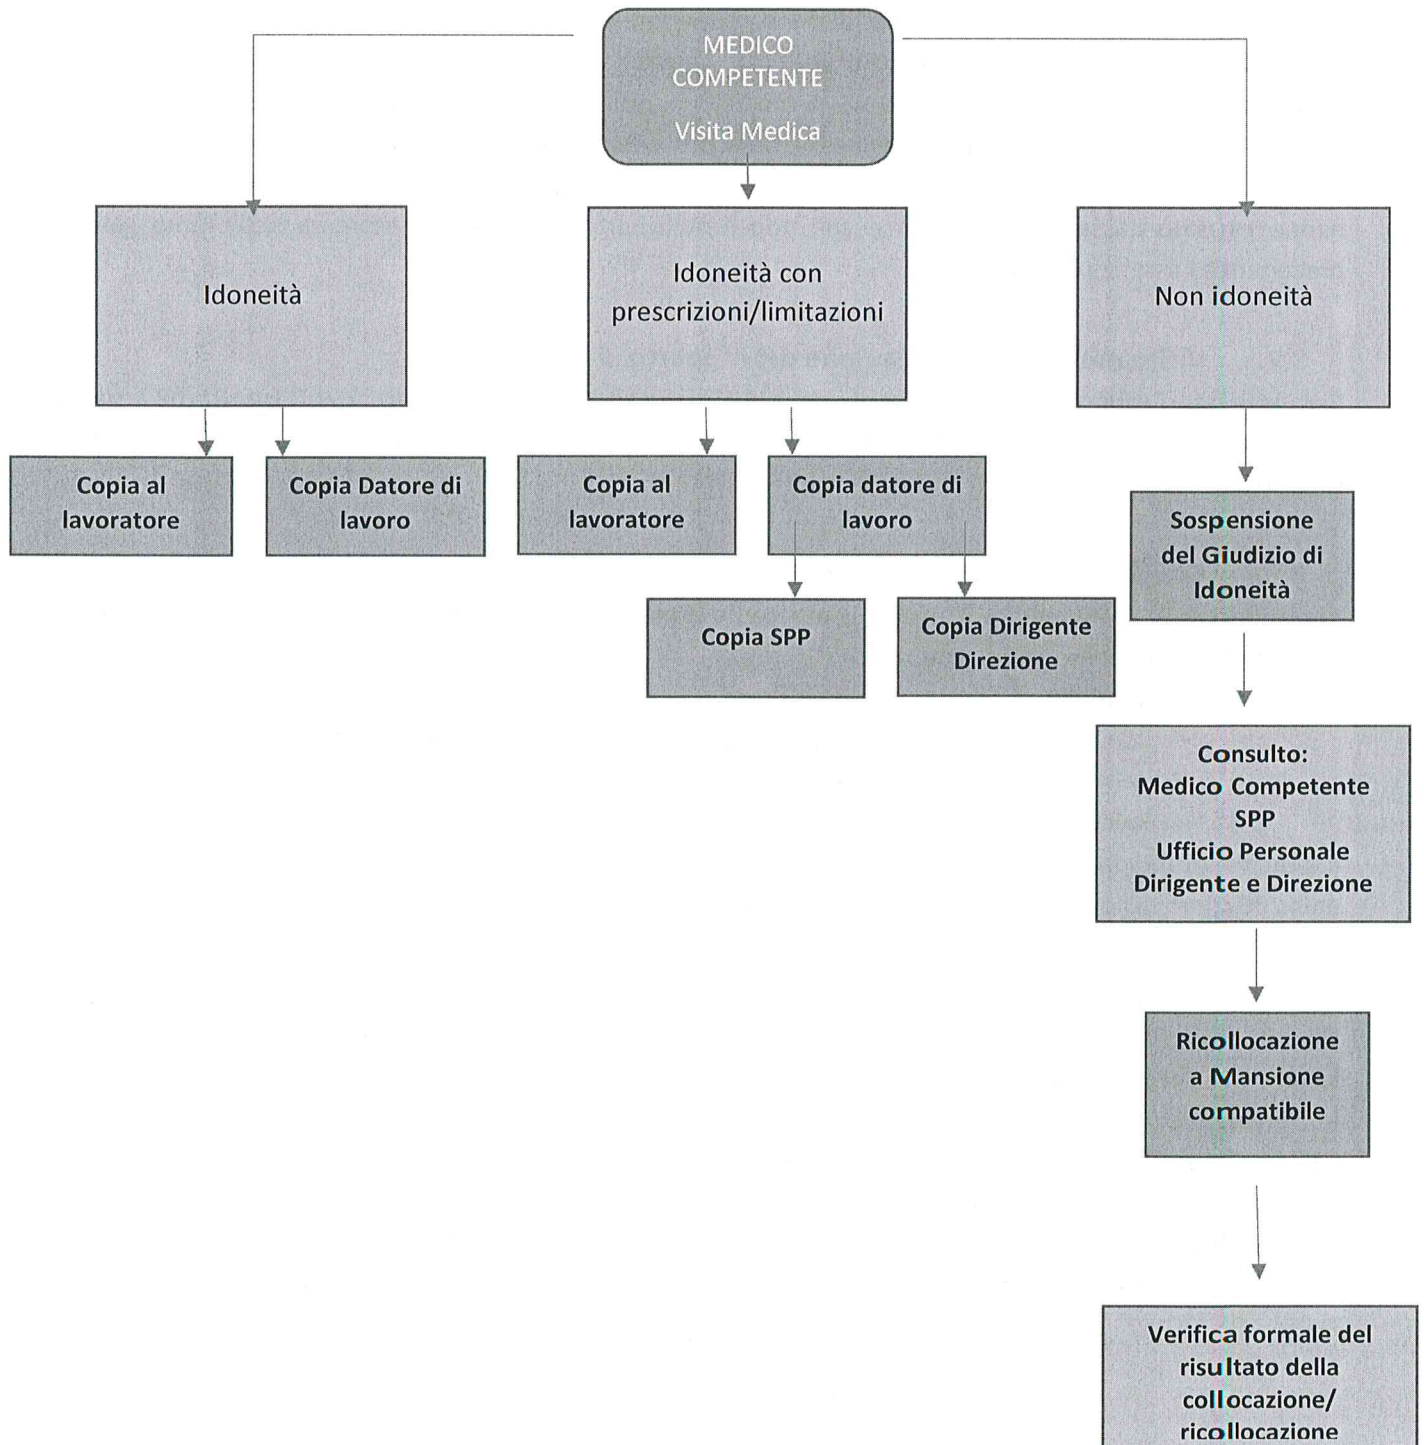 MEDICO
COMPETENTE
Visita Medica
Idoneità
Idoneità con
prescrizioni/limitazioni
Non idoneità
Copia al
lavoratore
Copia Datore di
lavoro
Copia al
lavoratore
Copia datore di
lavoro
Sospensione
del Giudizio di
Idoneità
Copia SPP
Copia Dirigente
Direzione
Consulto:
Medico Competente
SPP
Ufficio Personale
Dirigente e Direzione
Ricollocazione
a Mansione
compatibile
Verifica formale del
risultato della
collocazione/
ricollocazione